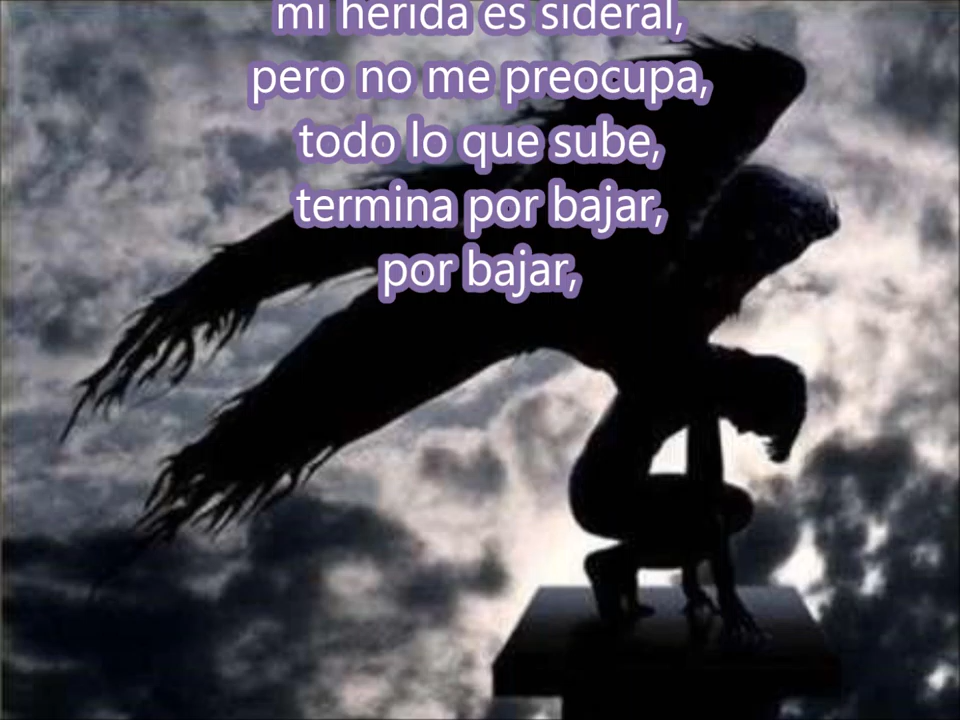 mi herida es sideral,
pero no me preocupa,
todo lo que sube,
termina por bajar,
por bajar,